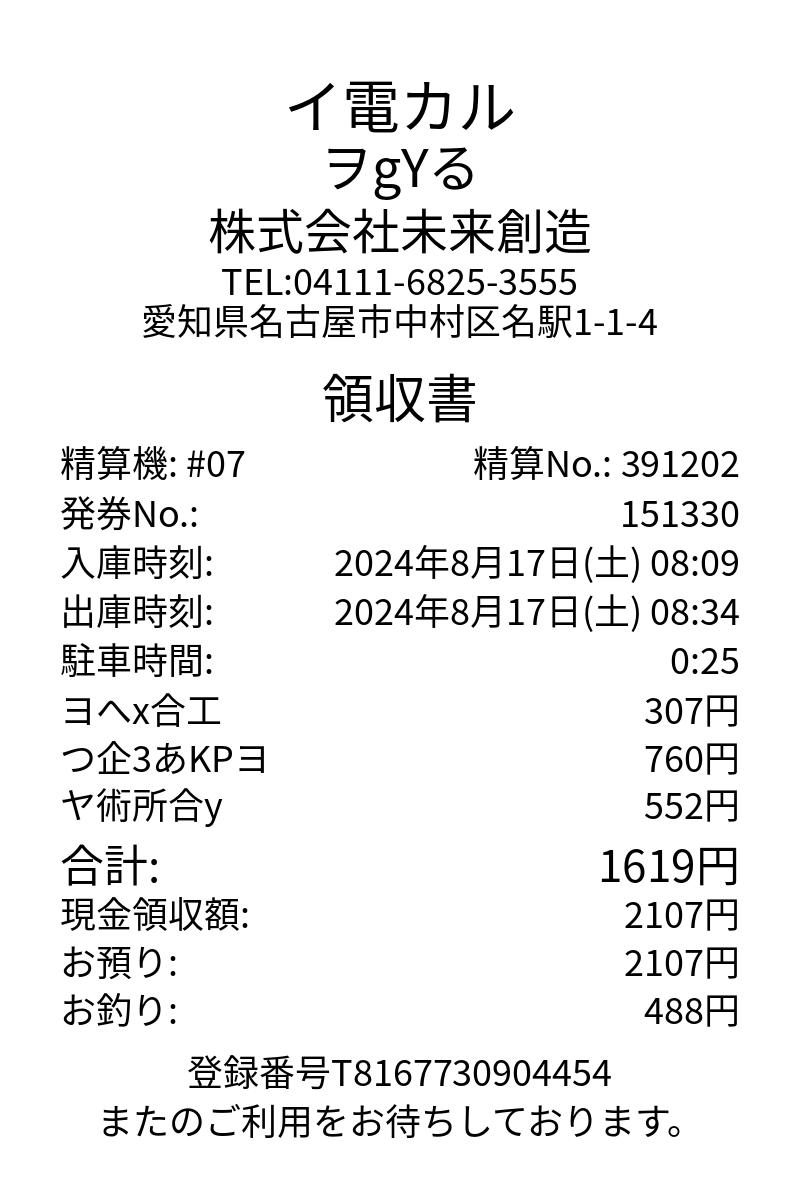 イ電カル
ヲgYる
株式会社未来創造
TEL:04111-6825-3555
愛知県名古屋市中村区名駅1-1-4
領収書
精算機: #07 精算No.: 391202
発券No.: 151330
入庫時刻: 2024年8月17日(土) 08:09
出庫時刻: 2024年8月17日(土) 08:34
駐車時間: 0:25
ヨへx合工 307円
つ企3あKPヨ 760円
ヤ術所合y 552円
合計: 1619円
現金領収額: 2107円
お預り: 2107円
お釣り: 488円
登録番号T8167730904454
またのご利用をお待ちしております。